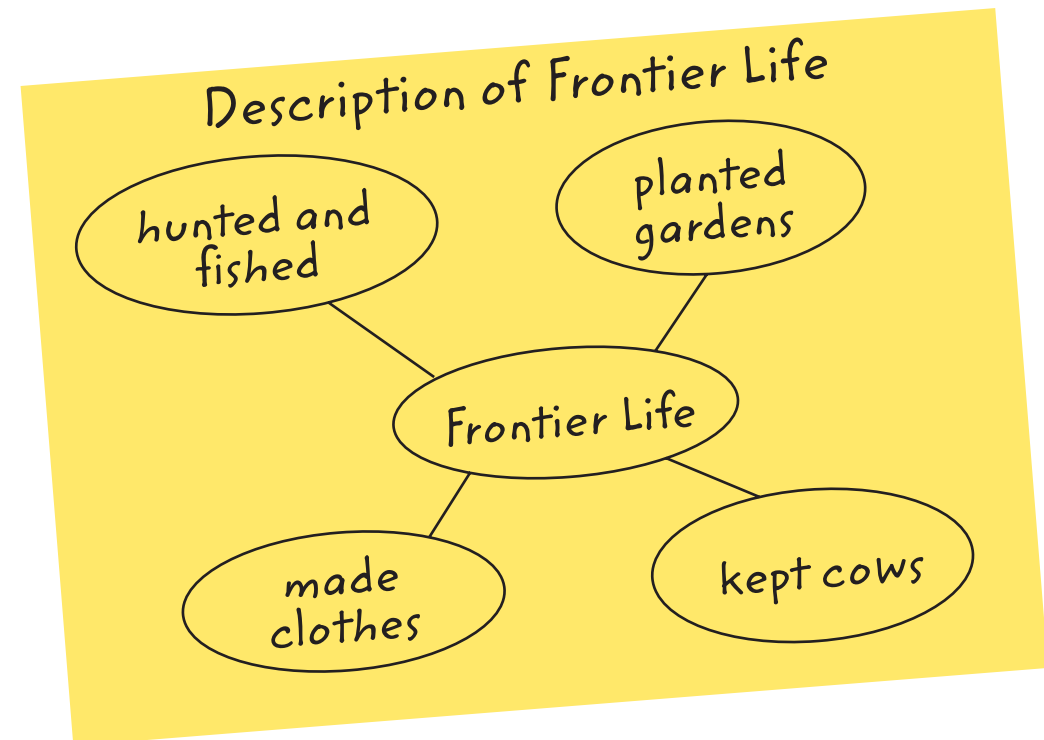 Description of Frontier Life
hunted and
fished
planted
gardens
Frontier Life
made
clothes
kept cows